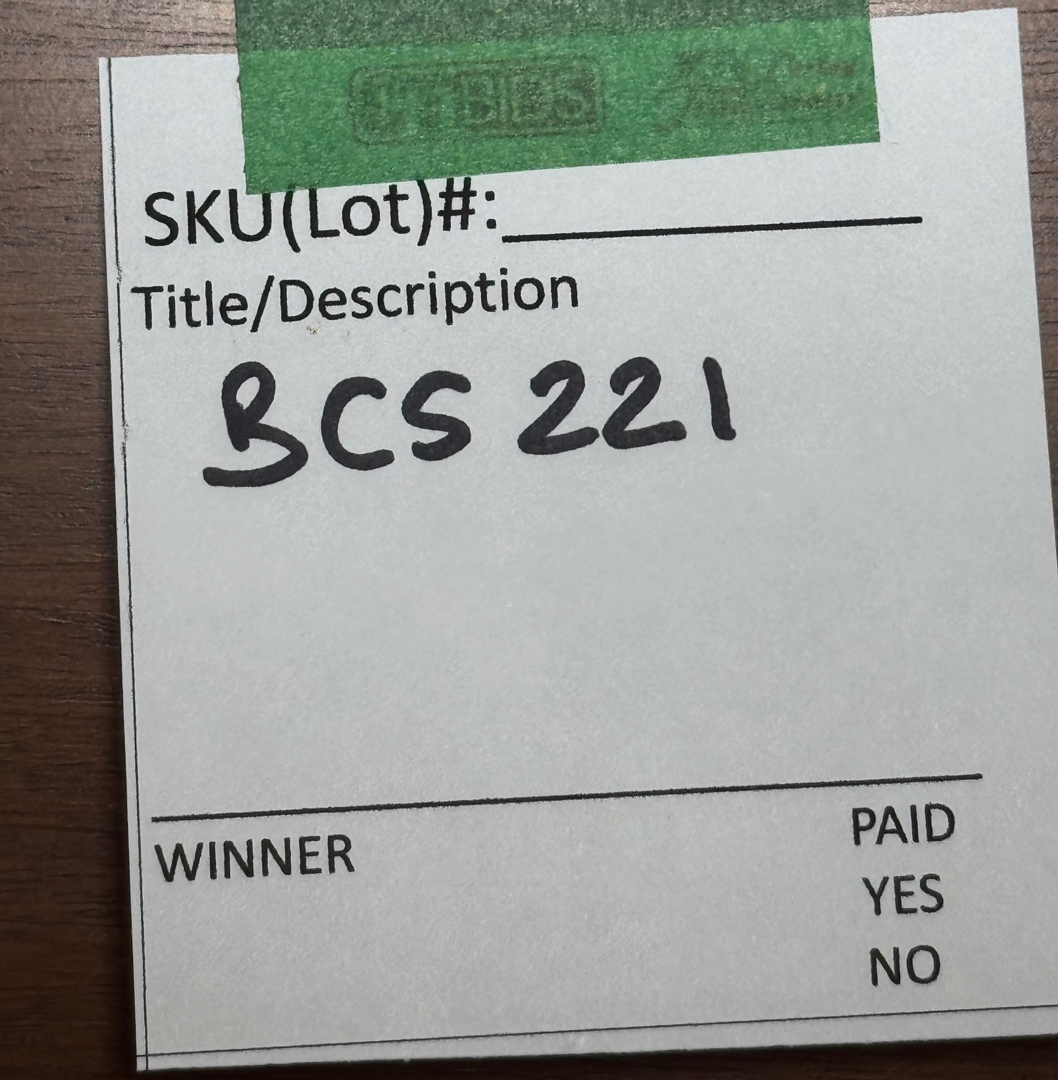 SKU(Lot)#:
Title/Description
BCS 221
WINNER
PAID
YES
NO